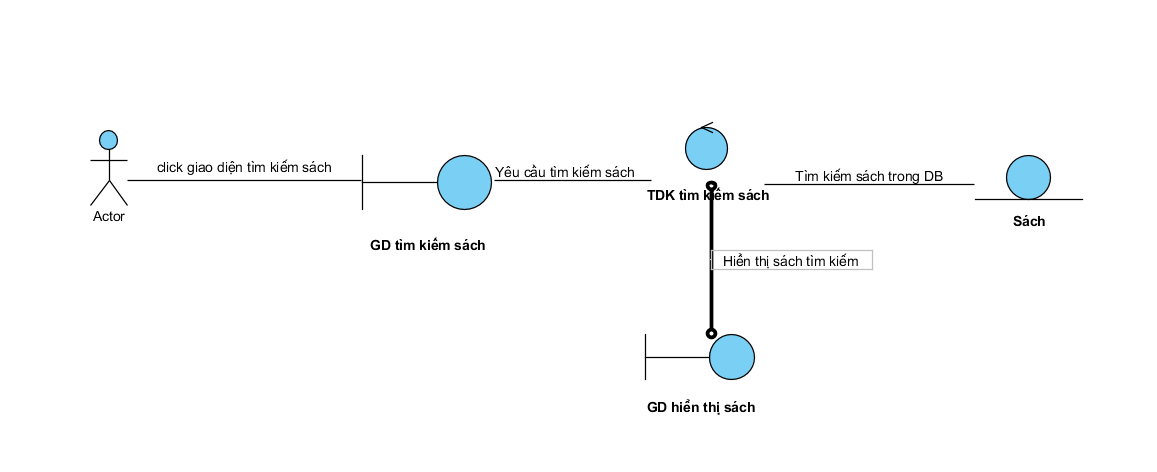 click giao diện tìm kiếm sách
Yêu cầu tìm kiếm sách
Tìm kiếm sách trong DB
TDK tìm kiếm sách
Actor
Sách
GD tìm kiếm sách
Hiển thị sách tìm kiếm
GD hiển thị sách